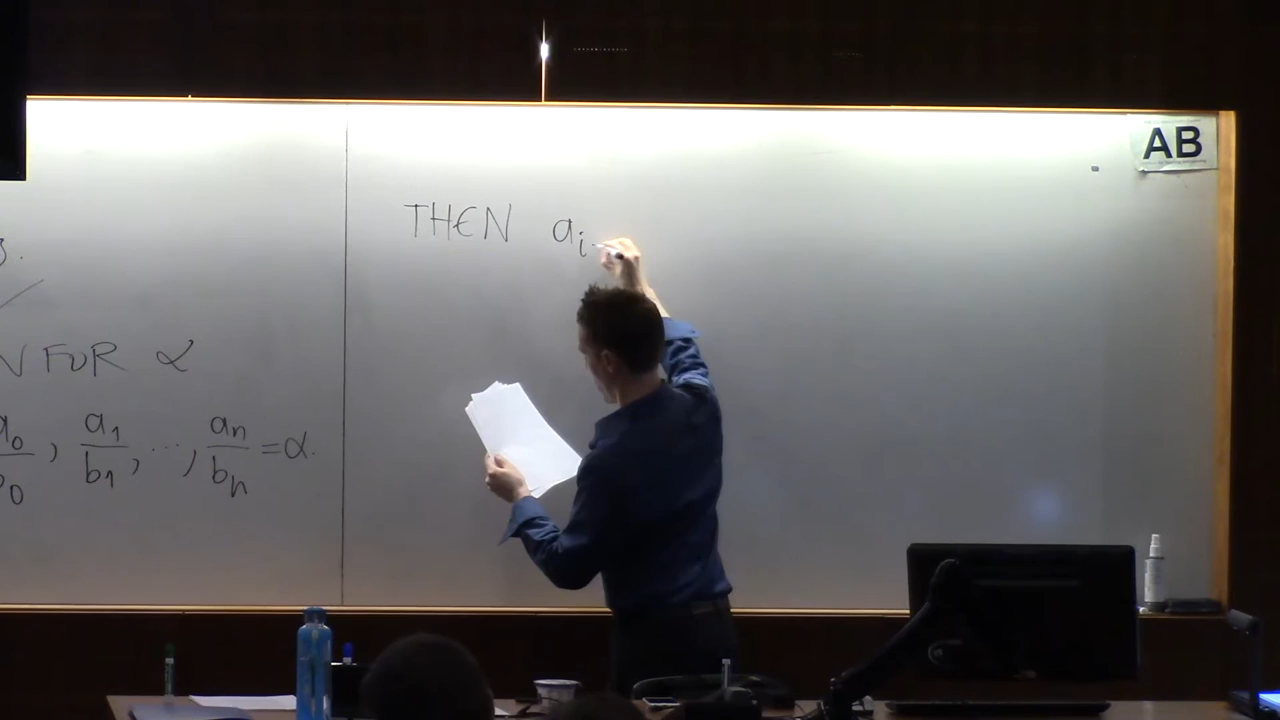 FOR α
a₁/b₁, ..., aₙ/bₙ = α.
THEN aᵢ
AB